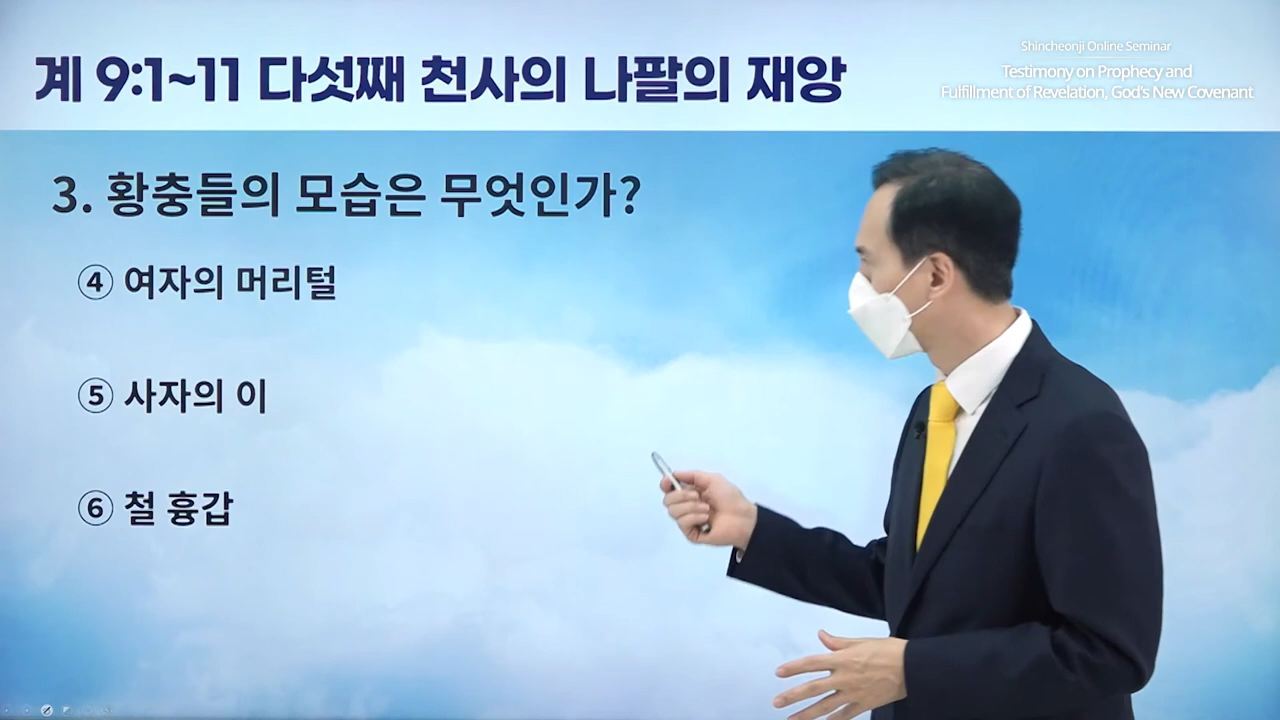 계 9:1~11 다섯째 천사의 나팔의 재앙
Shincheonji Online Seminar
Testimony on Prophecy and
Fulfillment of Revelation, God's New Covenant
3. 황충들의 모습은 무엇인가?
④ 여자의 머리털
⑤ 사자의 이
⑥ 철 흉갑